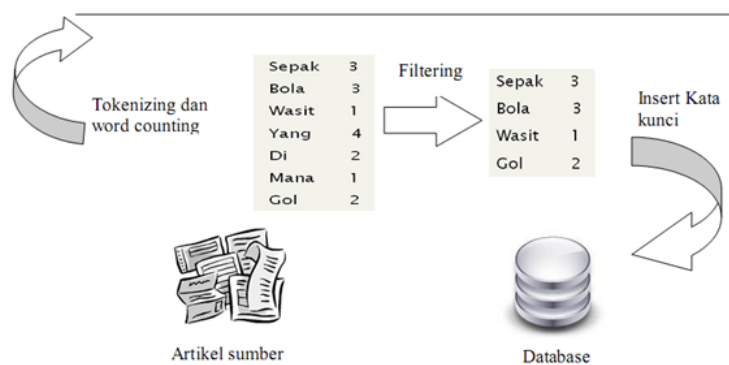 Tokenizing dan
word counting
Sepak 3
Bola 3
Wasit 1
Yang 4
Di 2
Mana 1
Gol 2
Filtering
Sepak 3
Bola 3
Wasit 1
Gol 2
Insert Kata
kunci
Artikel sumber
Database